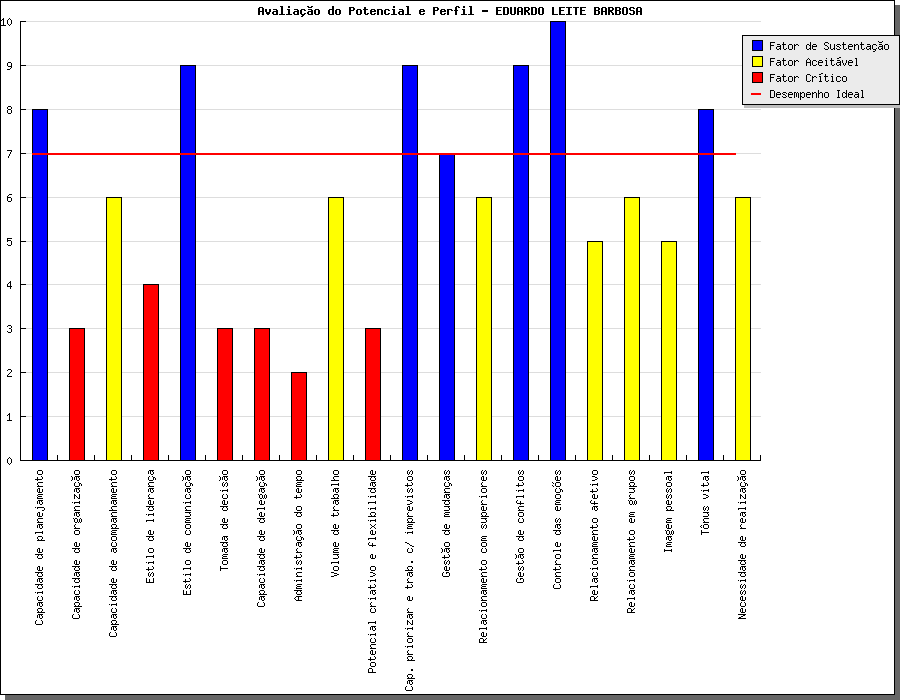 Avaliação do Potencial e Perfil - EDUARDO LEITE BARBOSA
Fator de Sustentação
Fator Aceitável
Fator Crítico
Desempenho Ideal
10
9
8
7
6
5
4
3
2
1
0
Capacidade de planejamento
Capacidade de organização
Capacidade de acompanhamento
Estilo de liderança
Estilo de comunicação
Tomada de decisão
Capacidade de delegação
Administração do tempo
Volume de trabalho
Potencial criativo e flexibilidade
Cap. priorizar e trab. c/ imprevistos
Gestão de mudanças
Relacionamento com superiores
Gestão de conflitos
Controle das emoções
Relacionamento afetivo
Relacionamento em grupos
Imagem pessoal
Tônus vital
Necessidade de realização